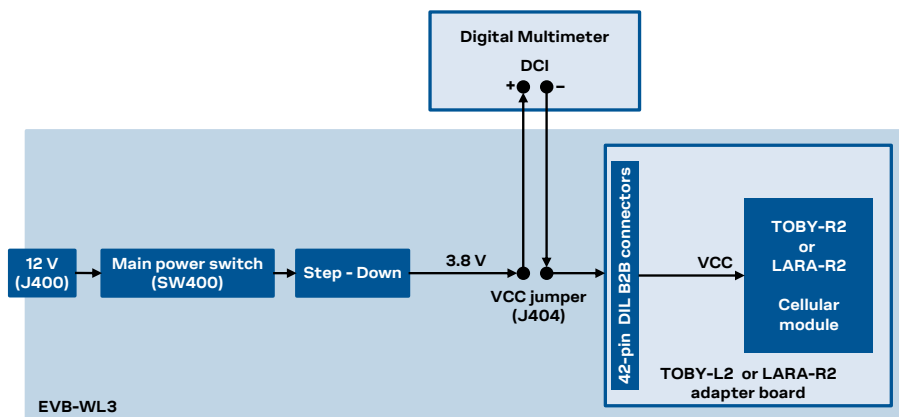 Digital Multimeter
DCI
+ –
42-pin DIL B2B connectors
TOBY-R2
or
LARA-R2
Cellular
module
12 V
(J400)
Main power switch
(SW400)
Step - Down
3.8 V
VCC jumper
(J404)
VCC
TOBY-L2 or LARA-R2
adapter board
EVB-WL3